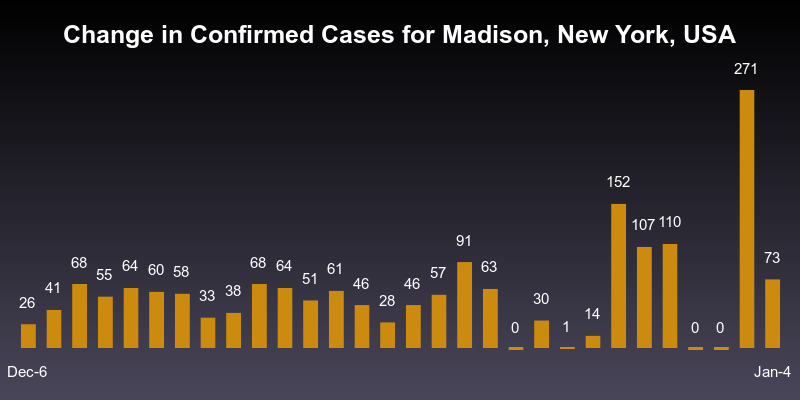 Change in Confirmed Cases for Madison, New York, USA
26 41 68 55 64 60 58 33 38 68 64 51 61 46 28 46 57 91 63 0 30 1 14 152 107 110 0 0 271 73
Dec-6 Jan-4